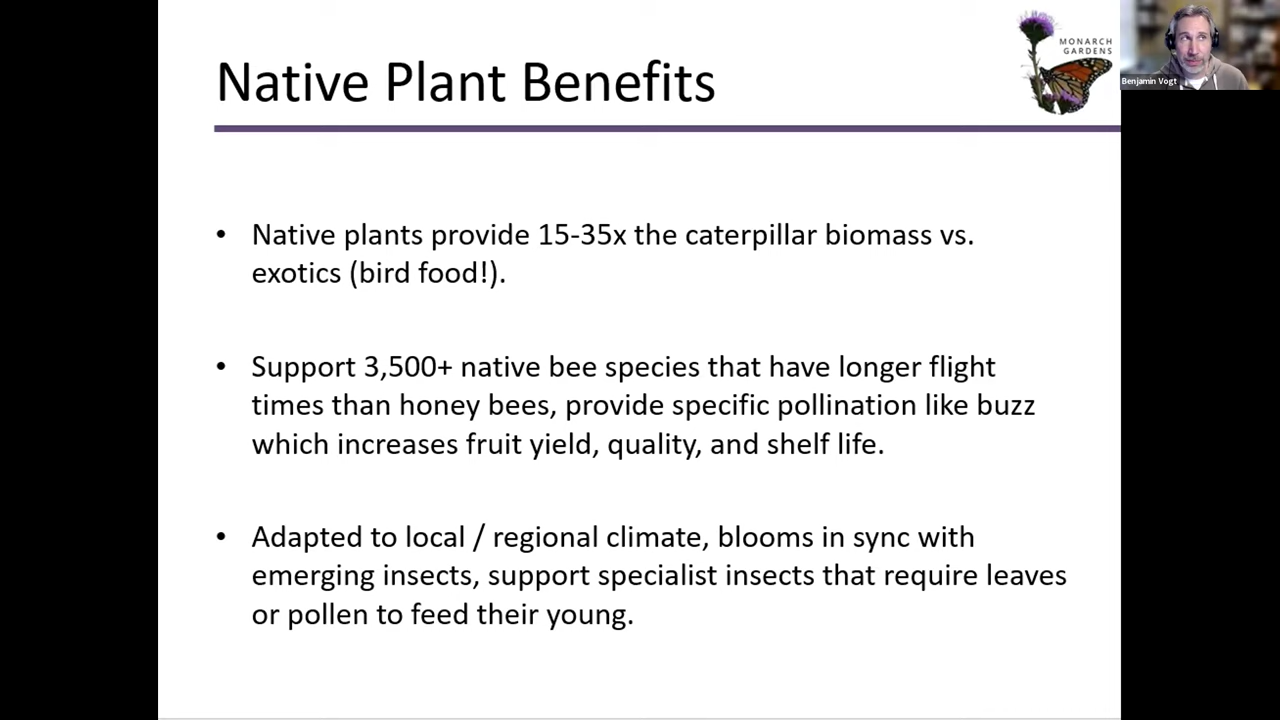 Native Plant Benefits
MONARCH
GARDENS
Benjamin Vogt
• Native plants provide 15-35x the caterpillar biomass vs.
exotics (bird food!).
• Support 3,500+ native bee species that have longer flight
times than honey bees, provide specific pollination like buzz
which increases fruit yield, quality, and shelf life.
• Adapted to local / regional climate, blooms in sync with
emerging insects, support specialist insects that require leaves
or pollen to feed their young.